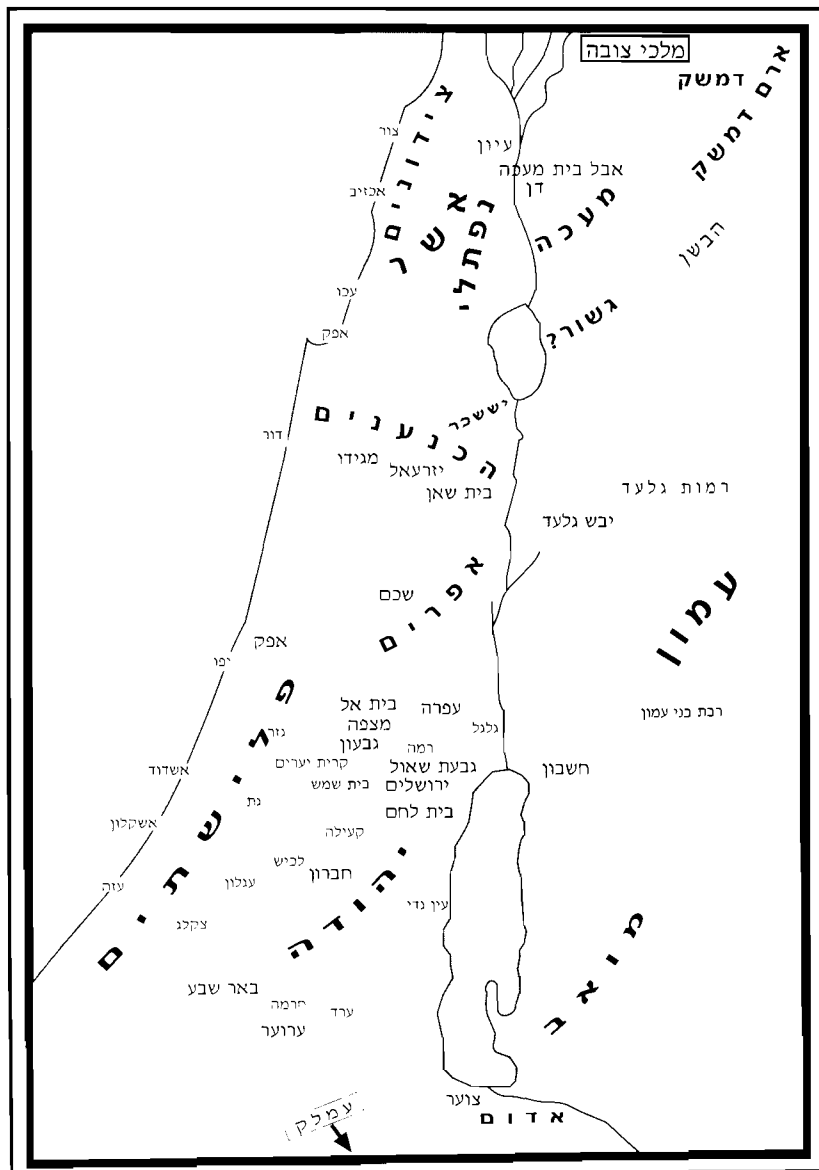 מלכי צובה
ארם דמשק
דמשק
צידונים
צור
עיון
אבל בית מעכה
דן
אכזיב
אשר
נפתלי
מעכה
הבשן
עכו
אפק
גשור?
יששכר
הכנענים
דור
מגידו
יזרעאל
בית שאן
רמות גלעד
יבש גלעד
אפרים
שכם
עמון
אפק
יפו
פלישתים
בית אל
עפרה
רבת בני עמון
מצפה
גלגל
גזר
גבעון
רמה
קרית יערים
גבעת שאול
חשבון
אשדוד
בית שמש
ירושלים
גת
בית לחם
אשקלון
קעילה
יהודה
לכיש
חברון
עזה
עגלון
עין גדי
צקלג
מואב
באר שבע
חרמה
ערד
ערוער
צוער
אדום
עמלק